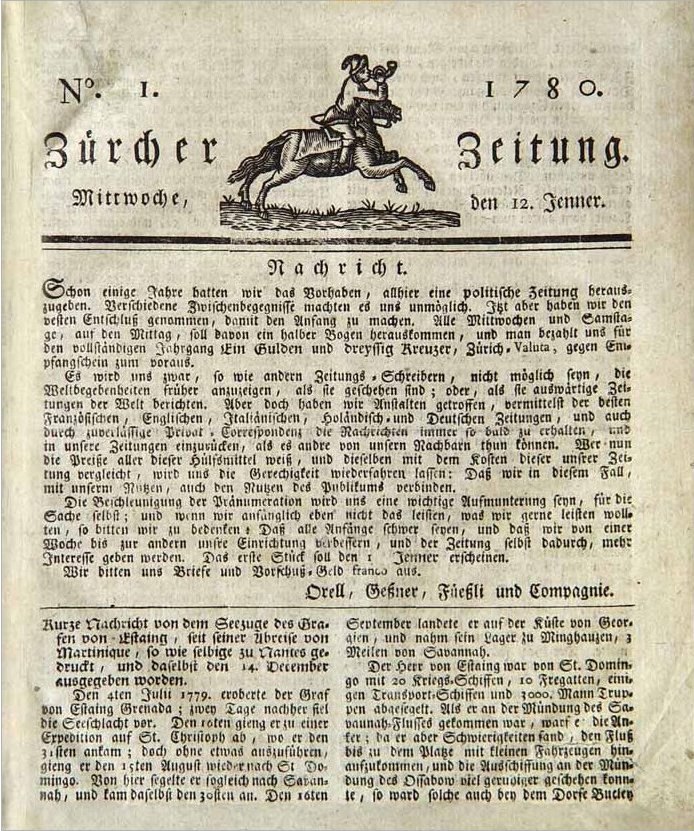 Nº. 1.
1780.
Zürcher Zeitung.
Mittwoche,
den 12. Jenner.
Nachricht.
Schon einige Jahre hatten wir das Vorhaben, allhier eine politische Zeitung heraus-
zugeben. Verschiedene Zwischenbegegnisse machten es uns unmöglich. Itzt aber haben wir den
vesten Entschluß genommen, damit den Anfang zu machen. Alle Mittwochen und Samsta-
ge, auf den Mittag, soll davon ein halber Bogen herauskommen, und man bezahlt uns für
den vollständigen Jahrgang Ein Gulden und dreyssig Kreuzer, Zürich-Valuta, gegen Em-
pfangschein zum voraus.
Es wird uns zwar, so wie andern Zeitungs-Schreibern, nicht möglich seyn, die
Weltbegebenheiten früher anzuzeigen, als sie geschehen sind; oder, als sie auswärtige Zei-
tungen der Welt berichten. Aber doch haben wir Anstalten getroffen, vermittelst der besten
Französischen, Englischen, Italiänischen, Holändisch-und Deutschen Zeitungen, und auch
durch zuverlässige Privat-Correspondenz die Nachrichten immer so bald zu erhalten, und
in unsere Zeitungen einzurücken, als es andre von unsern Nachbarn thun können. Wer nun
die Preise aller dieser Hülfsmittel weiß, und dieselben mit dem Kosten dieser unsrer Zei-
tung vergleicht, wird uns die Gerechtigkeit wiederfahren lassen: Daß wir in diesem Fall,
mit unserm Nutzen, auch den Nutzen des Publikums verbinden.
Die Beschleunigung der Pränumeration wird uns eine wichtige Aufmunterung seyn, für die
Sache selbst; und wenn wir anfänglich eben nicht das leisten, was wir gerne leisten woll-
ten, so bitten wir zu bedenken: Daß alle Anfänge schwer seyen, und daß wir von einer
Woche bis zur andern unsre Einrichtung verbessern, und der Zeitung selbst dadurch, mehr
Interesse geben werden. Das erste Stück soll den 1 Jenner erscheinen.
Wir bitten uns Briefe und Vorschuß-Geld franco aus.
Orell, Geßner, Füeßli und Compagnie.
Kurze Nachricht von dem Seezuge des Gra-
fen von Estaing, seit seiner Abreise von
Martinique, so wie selbige zu Nantes ge-
druckt, und daselbst den 14. December
ausgegeben worden.
Den 4ten Julii 1779. eroberte der Graf
von Estaing Grenada; zwey Tage nachher fiel
die Seeschlacht vor. Den 10ten gieng er zu einer
Expedition auf St. Christoph ab, wo er den
31sten ankam; doch ohne etwas auszuführen,
gieng er den 15ten August wieder nach St Do-
mingo. Von hier segelte er sogleich nach Savan-
nah, und kam daselbst den 30sten an. Den 10ten
September landete er auf der Küste von Geor-
gien, und nahm sein Lager zu Minghauzen, 3
Meilen von Savannah.
Der Herr von Estaing war von St. Domin-
go mit 20 Kriegs-Schiffen, 10 Fregatten, eini-
gen Transport-Schiffen und 3000. Mann Trup-
pen abgesegelt. Als er an der Mündung des Sa-
vannah-Flusses gekommen war, warf er die An-
ker; da er aber Schwierigkeiten fand, den Fluß
bis zu dem Platze mit kleinen Fahrzeugen hin-
aufzukommen, und die Ausschiffung an der Mün-
dung des Ossabow viel geruhiger geschehen konn-
te, so ward solche auch bey dem Dorfe Butley